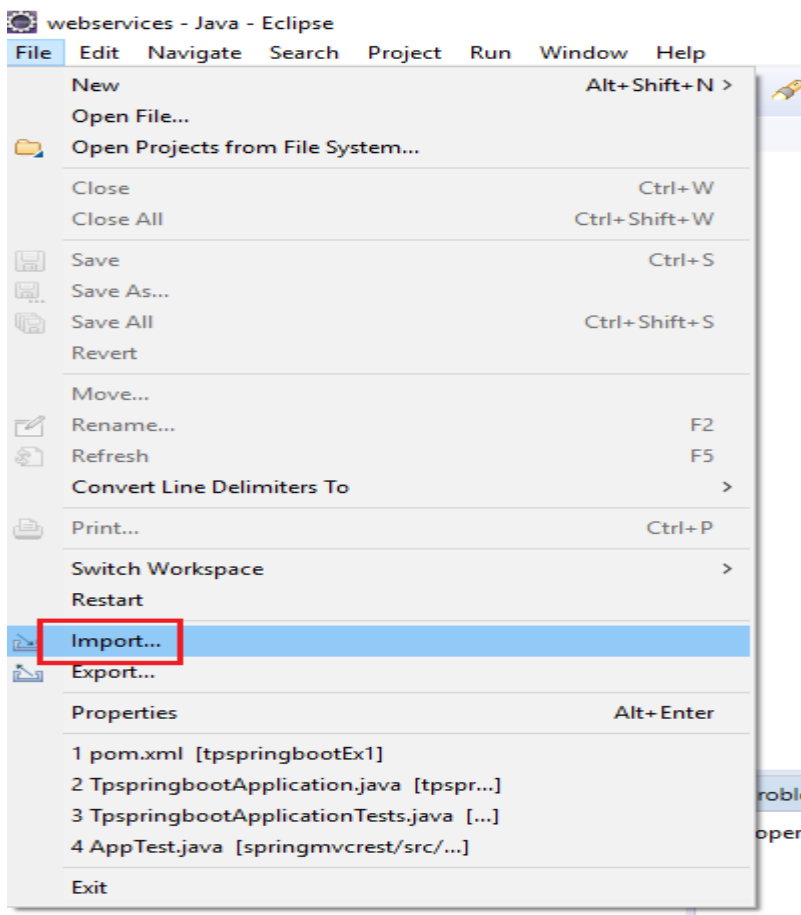 webservices - Java - Eclipse
File Edit Navigate Search Project Run Window Help
New Alt+Shift+N >
Open File...
Open Projects from File System...
Close Ctrl+W
Close All Ctrl+Shift+W
Save Ctrl+S
Save As...
Save All Ctrl+Shift+S
Revert
Move...
Rename... F2
Refresh F5
Convert Line Delimiters To >
Print... Ctrl+P
Switch Workspace >
Restart
Import...
Export...
Properties Alt+Enter
1 pom.xml [tpspringbootEx1]
2 TpspringbootApplication.java [tpspr...]
roble
3 TpspringbootApplicationTests.java [...]
4 AppTest.java [springmvcrest/src/...]
oper
Exit